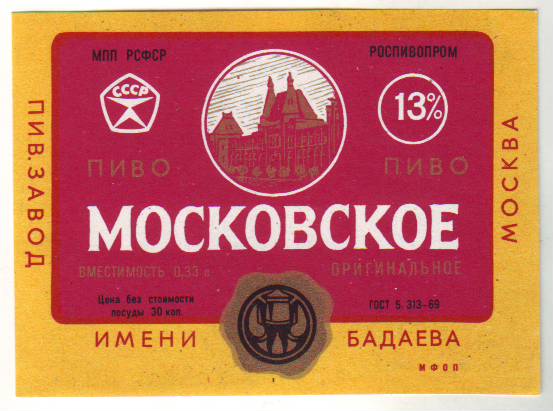 МПП РСФСР
РОСПИВОПРОМ
СССР
13%
ПИВО
ПИВО
МОСКОВСКОЕ
ВМЕСТИМОСТЬ 0,33 л
ОРИГИНАЛЬНОЕ
Цена без стоимости
посуды 30 коп.
ГОСТ 5. 313-69
ПИВ. ЗАВОД
МОСКВА
ИМЕНИ
БАДАЕВА
МФОП